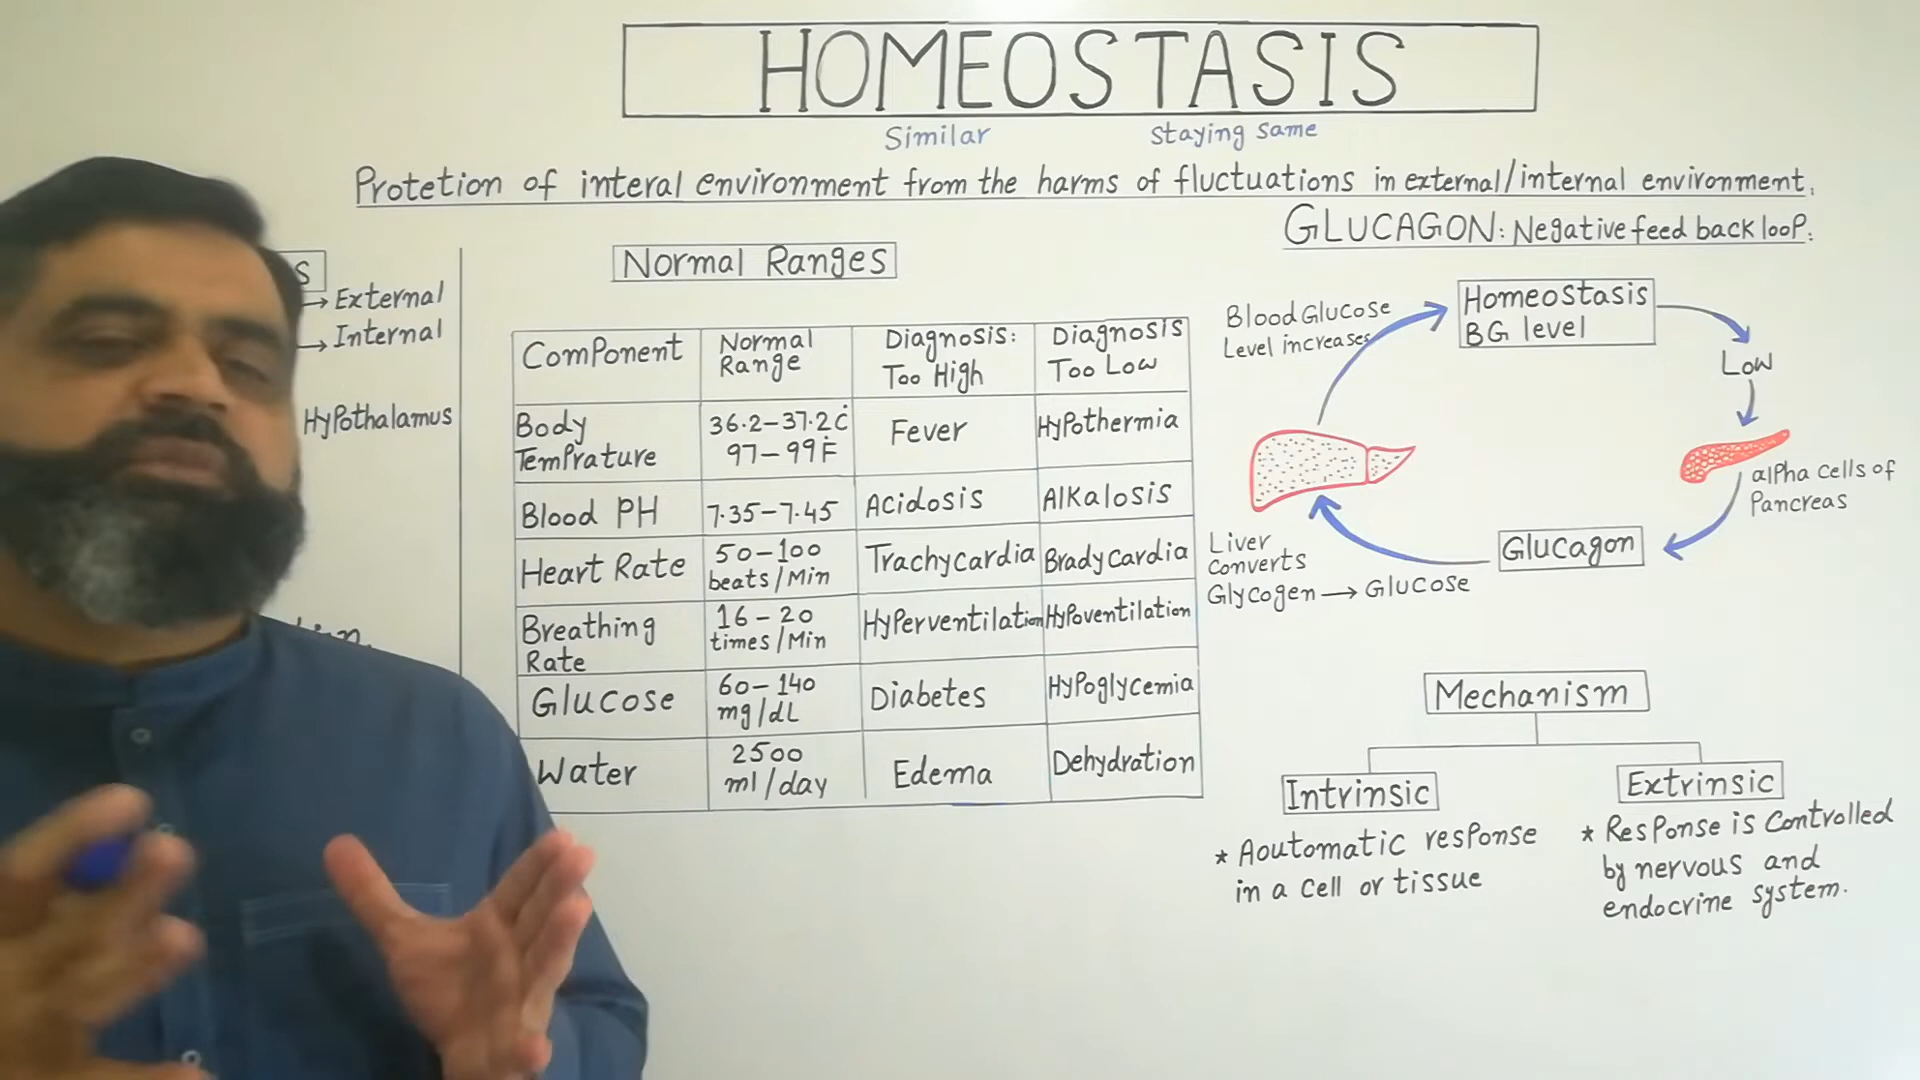 HOMEOSTASIS
Similar
Staying same
Protetion of interal environment from the harms of fluctuations in external/internal environment.
GLUCAGON: Negative feed back loop.
S
→ External
→ Internal
Hypothalamus
Normal Ranges
Component
Normal
Range
Diagnosis:
Too High
Diagnosis
Too Low
Body
Temprature
36.2–37.2Ċ
97–99Ḟ
Fever
Hypothermia
Blood PH
7.35–7.45
Acidosis
Alkalosis
Heart Rate
50–100
beats/Min
Trachycardia
Bradycardia
Breathing
Rate
16–20
times/Min
Hyperventilation
Hypoventilation
Glucose
60–140
mg/dL
Diabetes
Hypoglycemia
Water
2500
ml/day
Edema
Dehydration
Blood Glucose
Level increases
Homeostasis
BG level
Low
alpha cells of
Pancreas
Glucagon
Liver
converts
Glycogen → Glucose
Mechanism
Intrinsic
* Aoutomatic response
in a cell or tissue
Extrinsic
* Response is controlled
by nervous and
endocrine system.